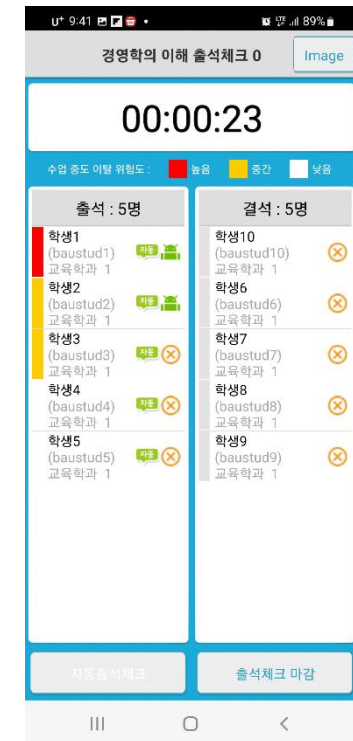 U⁺ 9:41
89%
경영학의 이해 출석체크 0
Image
00:00:23
수업 중도 이탈 위험도 : 높음 중간 낮음
출석 : 5명
학생1
(baustud1) 자동
교육학과 1
학생2
(baustud2) 자동
교육학과 1
학생3
(baustud3) 자동
교육학과 1
학생4
(baustud4) 자동
교육학과 1
학생5
(baustud5) 자동
교육학과 1
결석 : 5명
학생10
(baustud10)
교육학과 1
학생6
(baustud6)
교육학과 1
학생7
(baustud7)
교육학과 1
학생8
(baustud8)
교육학과 1
학생9
(baustud9)
교육학과 1
자동출석체크
출석체크 마감